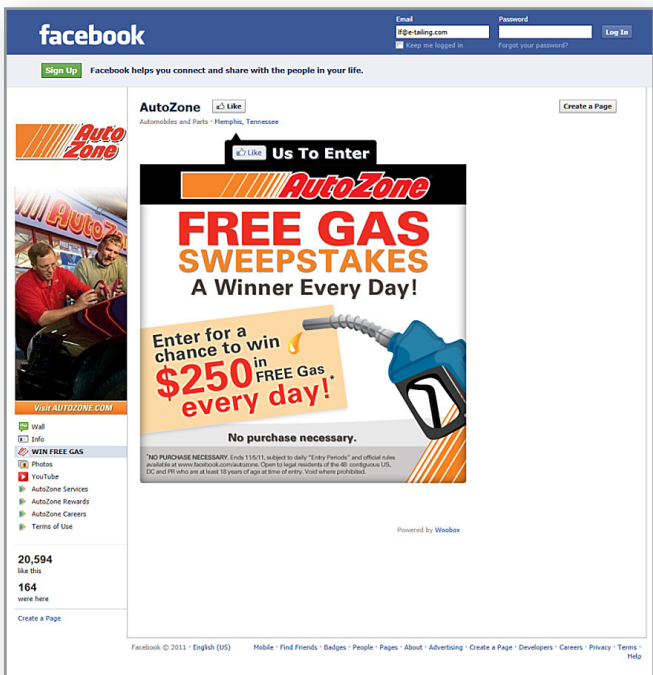 facebook
Email
Password
lf@e-tailing.com
Log In
Keep me logged in
Forgot your password?
Sign Up
Facebook helps you connect and share with the people in your life.
AutoZone
Like
Create a Page
Automobiles and Parts · Memphis, Tennessee
Auto
Zone
Like Us To Enter
AutoZone
FREE GAS
SWEEPSTAKES
A Winner Every Day!
Enter for a
chance to win
$250 in FREE Gas*
every day!
No purchase necessary.
*NO PURCHASE NECESSARY. Ends 11/5/11, subject to daily "Entry Periods" and official rules
available at www.facebook.com/autozone. Open to legal residents of the 48 contiguous US,
DC and PR who are at least 18 years of age at time of entry. Void where prohibited.
Powered by Woobox
Visit AUTOZONE.COM
Wall
Info
WIN FREE GAS
Photos
YouTube
AutoZone Services
AutoZone Rewards
AutoZone Careers
Terms of Use
20,594
like this
164
were here
Create a Page
Facebook © 2011 · English (US)
Mobile · Find Friends · Badges · People · Pages · About · Advertising · Create a Page · Developers · Careers · Privacy · Terms ·
Help